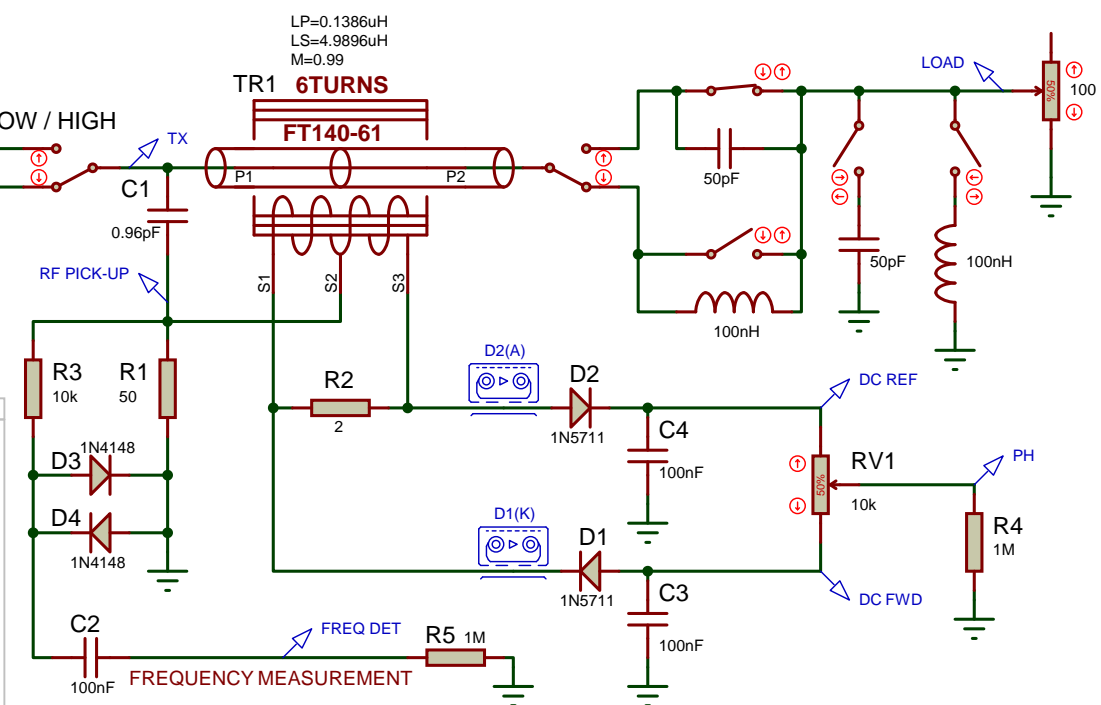 LP=0.1386uH
LS=4.9896uH
M=0.99
TR1 6TURNS
FT140-61
OW / HIGH
TX
P1
P2
C1
0.96pF
RF PICK-UP
S1
S2
S3
50pF
100nH
LOAD
50%
100
50pF
100nH
R3
10k
R1
50
R2
2
D2(A)
D2
1N5711
DC REF
C4
100nF
D3
1N4148
D4
1N4148
D1(K)
D1
1N5711
C3
100nF
50%
RV1
10k
PH
R4
1M
DC FWD
C2
100nF
FREQ DET
R5 1M
FREQUENCY MEASUREMENT